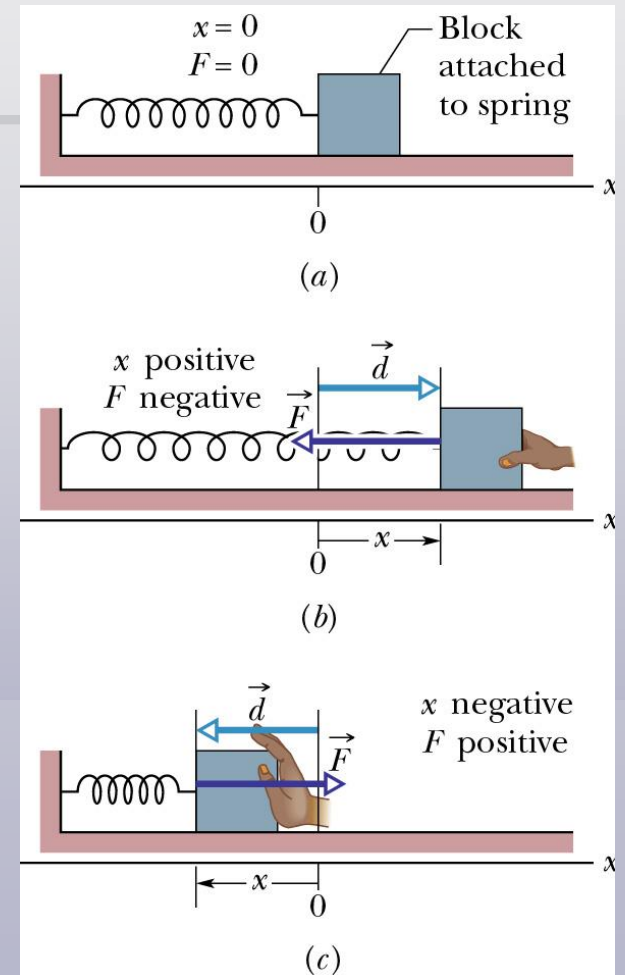 x = 0
F = 0
Block
attached
to spring
x
0
(a)
x positive
F negative
d
F
x
x
0
(b)
d
F
x negative
F positive
x
x
0
(c)